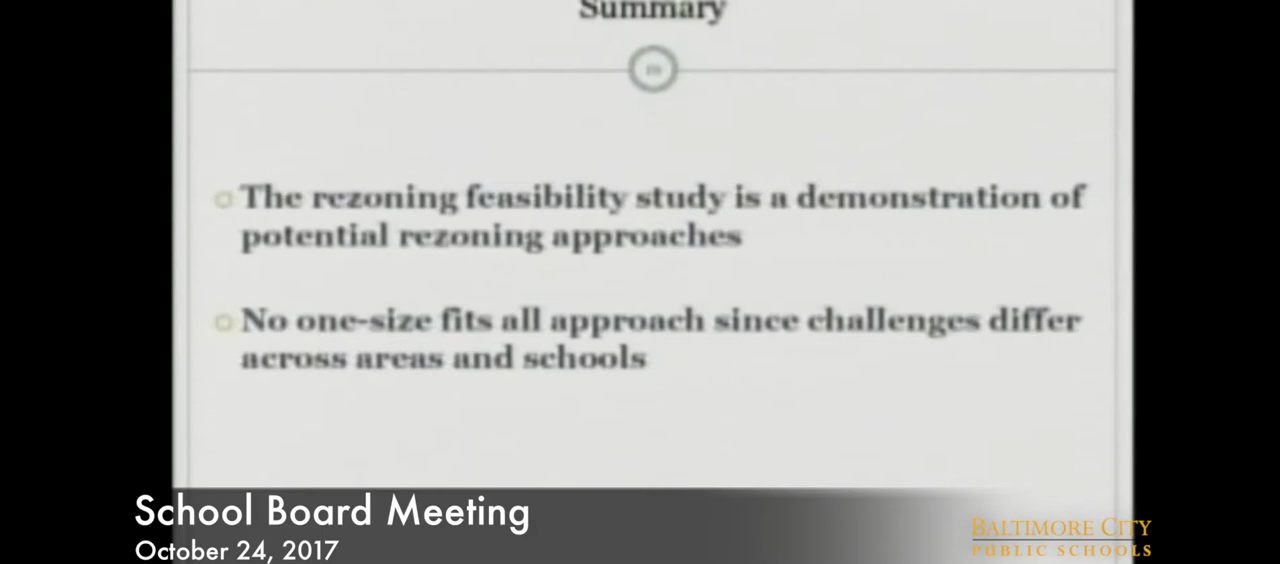 Summary
The rezoning feasibility study is a demonstration of
potential rezoning approaches
No one-size fits all approach since challenges differ
across areas and schools
School Board Meeting
October 24, 2017
BALTIMORE CITY
PUBLIC SCHOOLS